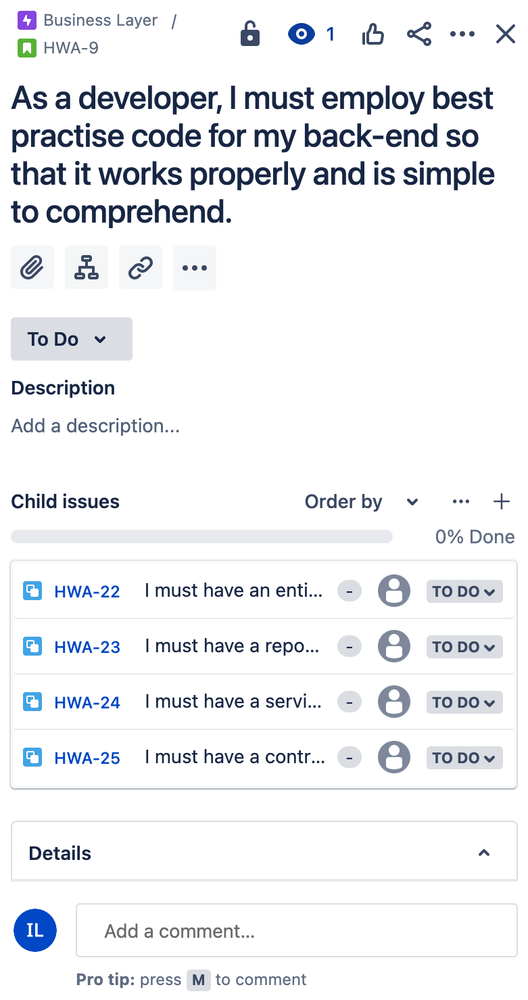 Business Layer /
HWA-9
1
As a developer, I must employ best
practise code for my back-end so
that it works properly and is simple
to comprehend.
To Do
Description
Add a description...
Child issues Order by
0% Done
HWA-22 I must have an enti... - TO DO
HWA-23 I must have a repo... - TO DO
HWA-24 I must have a servi... - TO DO
HWA-25 I must have a contr... - TO DO
Details
IL Add a comment...
Pro tip: press M to comment